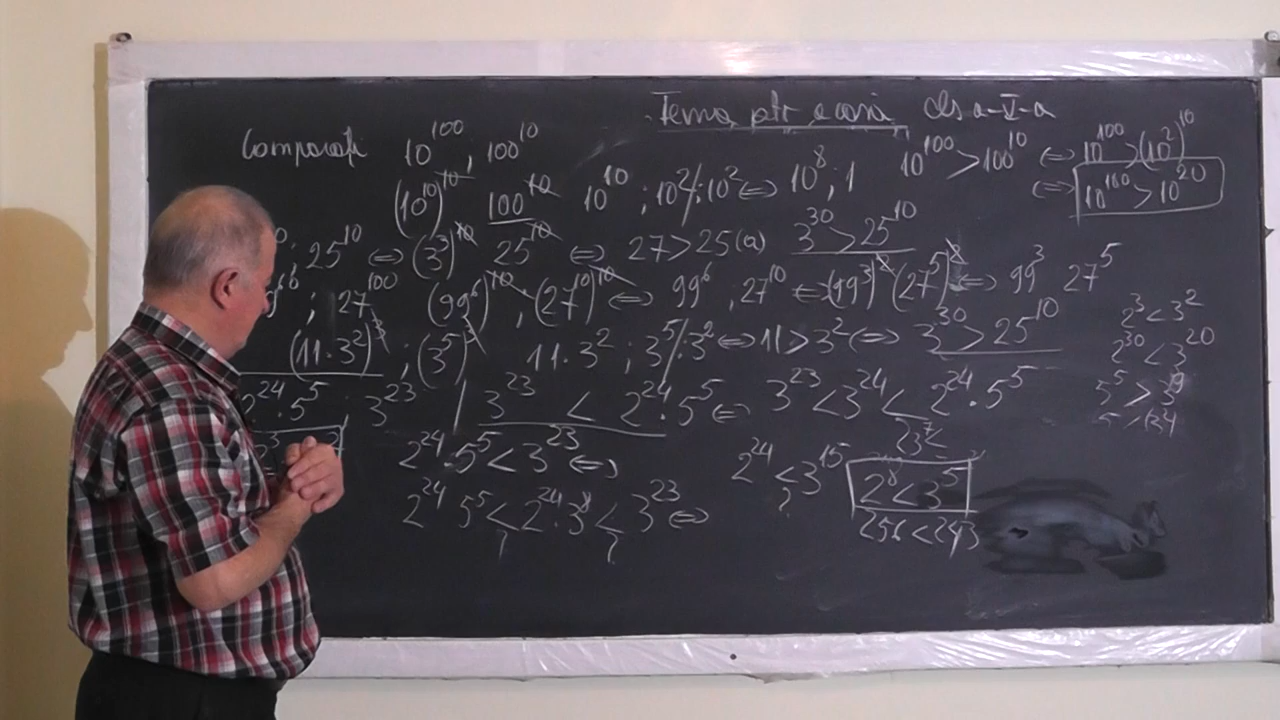 Tema ptr acasă cls a-V-a
Comparați 10^100 , 100^10 10^100 > 100^10 ⇔ 10^100 > (10^2)^10
(10^10)^10 100^10 10^10 ; 10^2 /:10^2 ⇔ 10^8 ; 1 ⇔ 10^100 > 10^20
; 25^10 ⇔ (3^3)^10 25^10 ⇔ 27 > 25 (a) 3^30 > 25^10
; 27^100 (99^6)^10 ; (27^10)^10 ⇔ 99^6 ; 27^10 ⇔ (99^3)^2 (27^5)^2 ⇔ 99^3 27^5
(11·3^2)^3 ; (3^5)^3 11·3^2 ; 3^5 /:3^2 ⇔ 11 > 3^2 ⇔ 3^30 > 25^10
2^3 < 3^2
2^30 < 3^20
2^24·5^5 3^23 3^23 < 2^24·5^5 ⇔ 3^23 < 3^24 < 2^24·5^5
2^24·5^5 < 3^23 ⇔
2^24 < 3^15 2^8 < 3^5
?
2^24 5^5 < 2^24·3^8 < 3^23 ⇔ 256 < 243
? ?